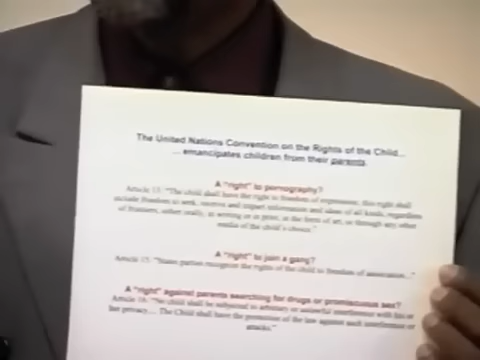 The United Nations Convention on the Rights of the Child...
... emancipates children from their parents.
A "right" to pornography?
Article 13: "The child shall have the right to freedom of expression; this right shall
include freedom to seek, receive and impart information and ideas of all kinds, regardless
of frontiers, either orally, in writing or in print, in the form of art, or through any other
media of the child's choice."
A "right" to join a gang?
Article 15: "States parties recognize the rights of the child to freedom of association..."
A "right" against parents searching for drugs or promiscuous sex?
Article 16: "No child shall be subjected to arbitrary or unlawful interference with his or
her privacy.... The Child shall have the protection of the law against such interference or
attacks."